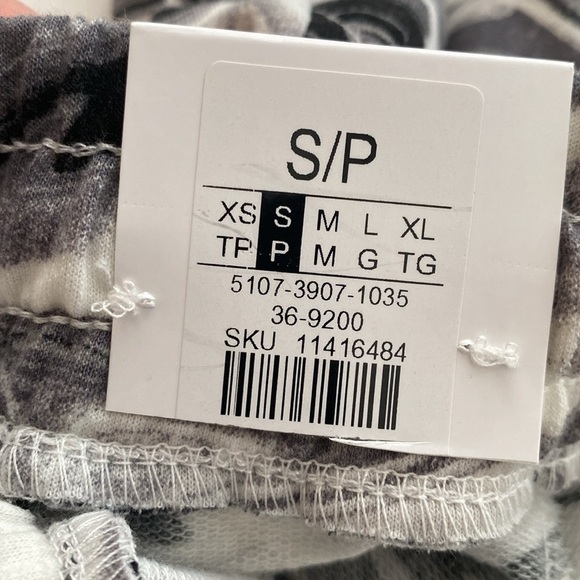 S/P
XS S M L XL
TP P M G TG
5107-3907-1035
36-9200
SKU 11416484